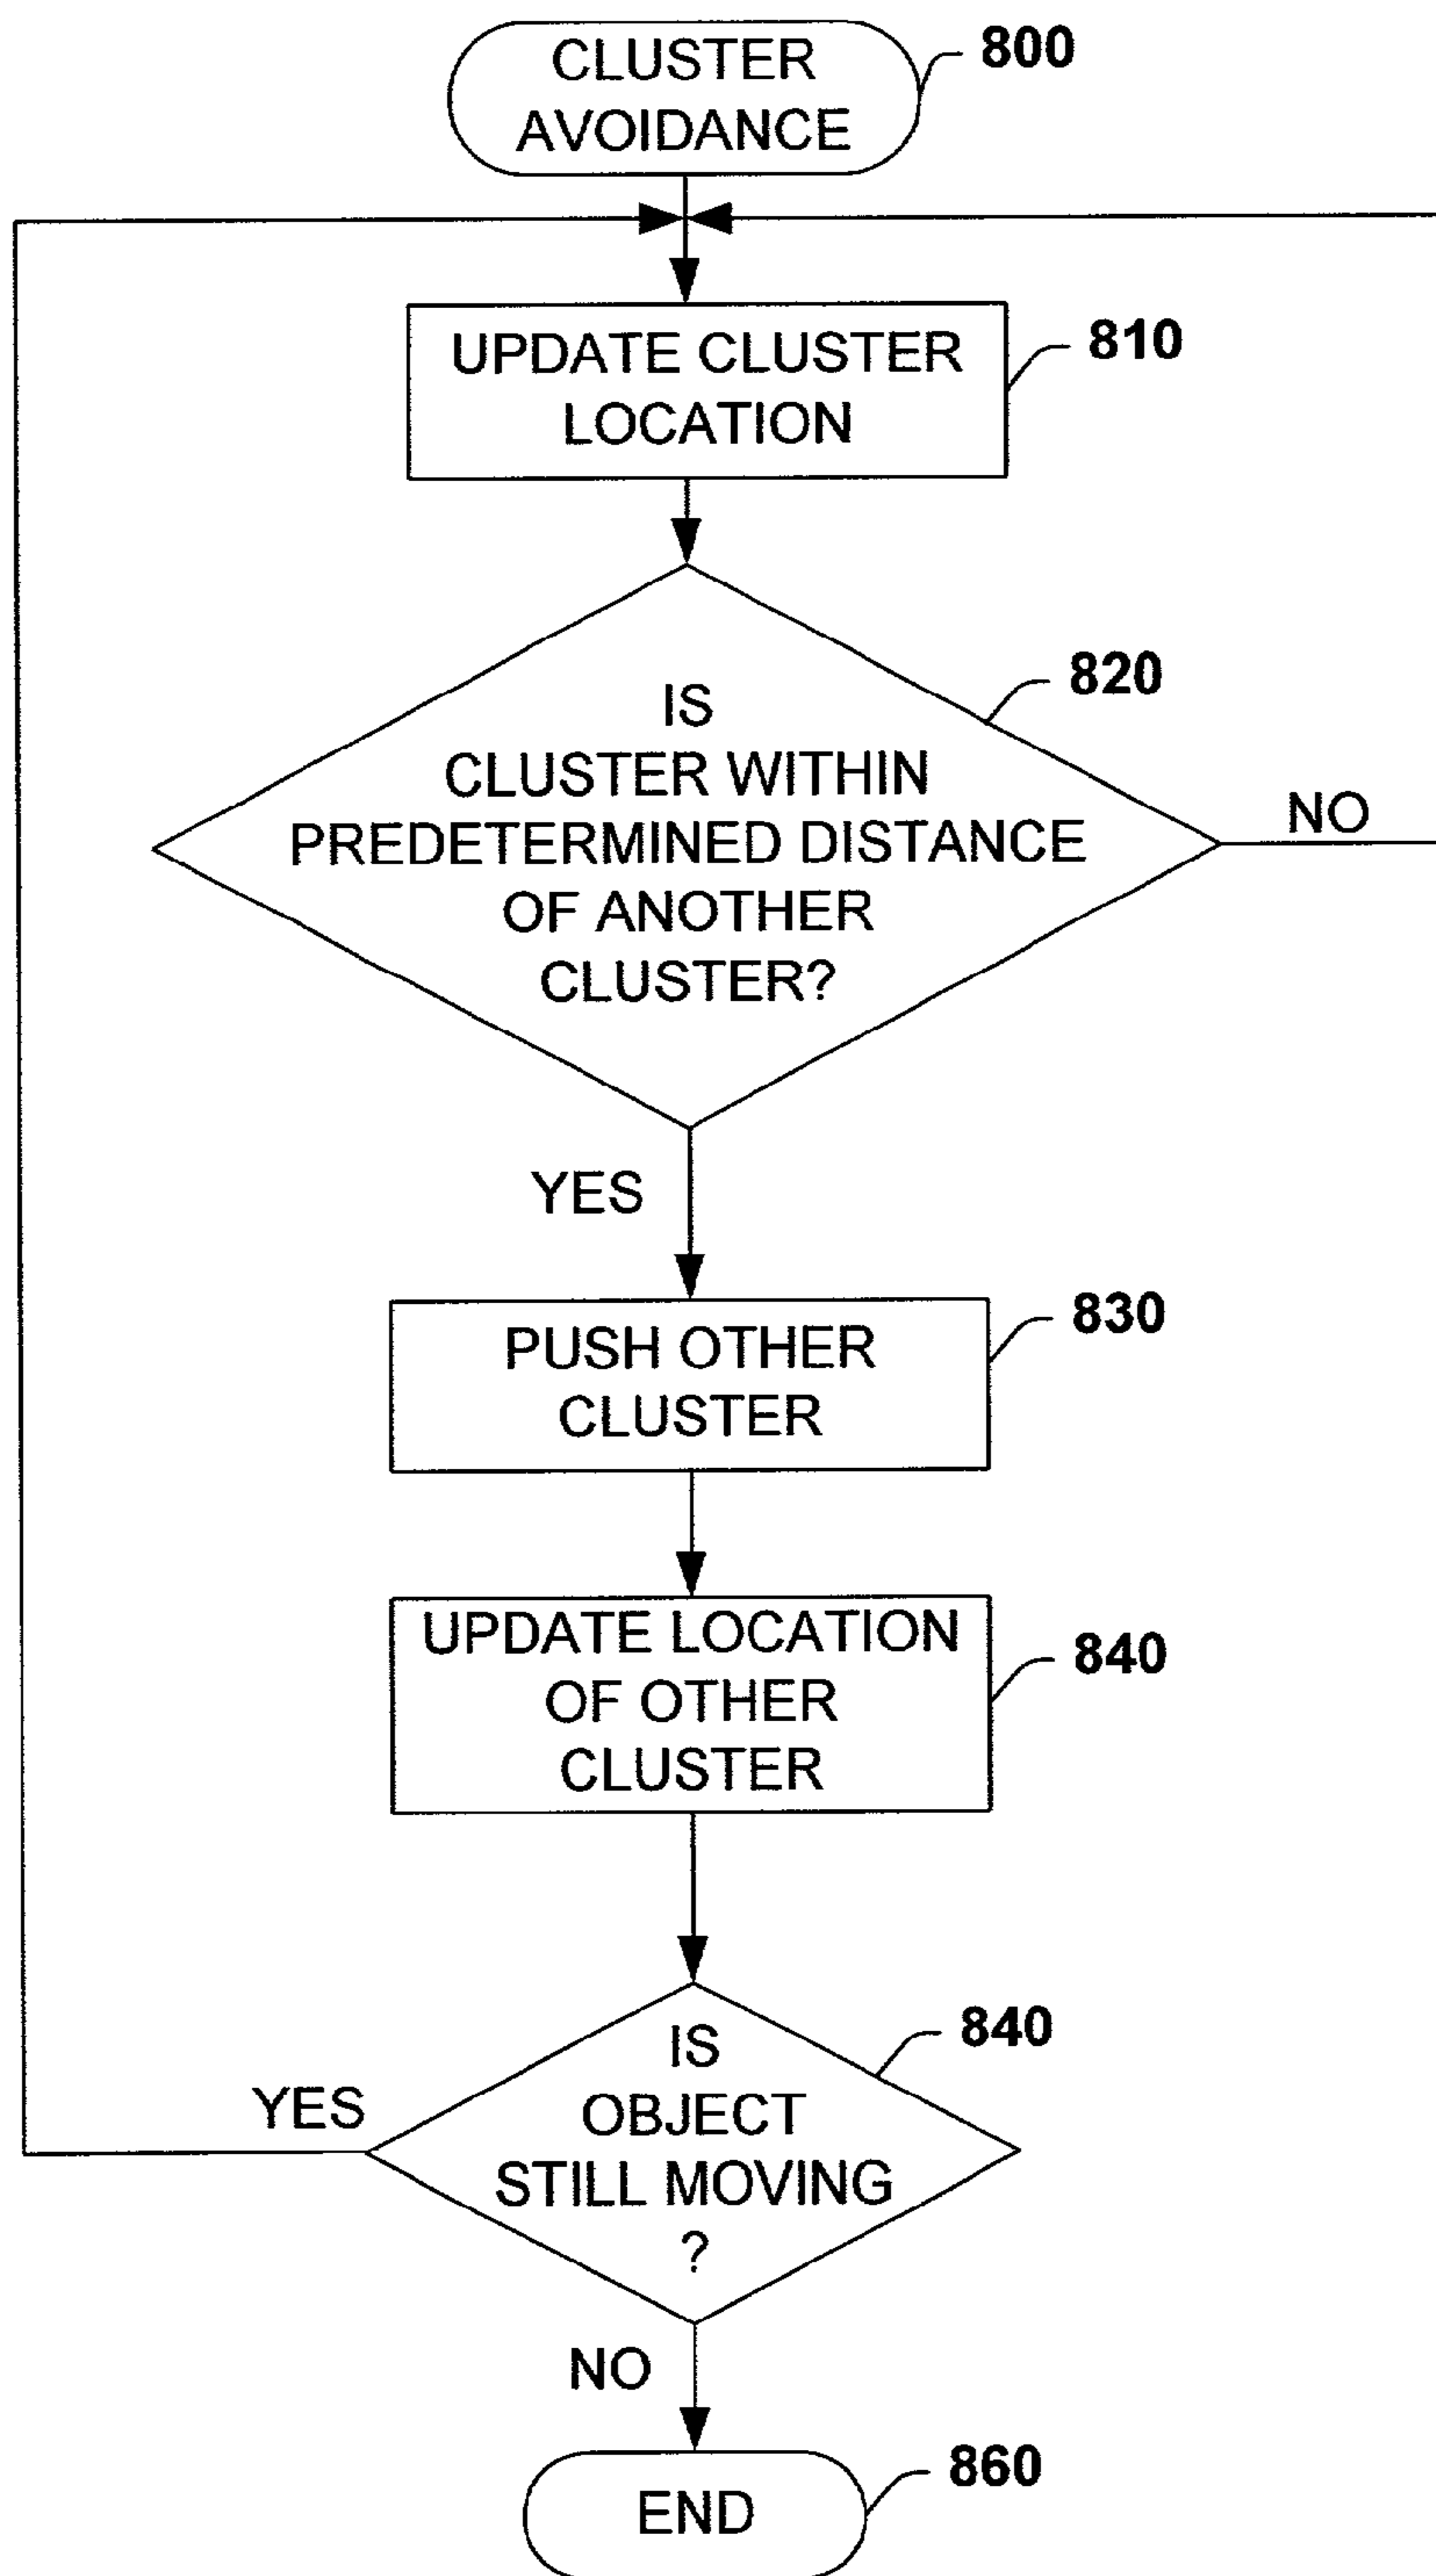 CLUSTER
AVOIDANCE
800
UPDATE CLUSTER
LOCATION
810
IS
CLUSTER WITHIN
PREDETERMINED DISTANCE
OF ANOTHER
CLUSTER?
820
NO
YES
PUSH OTHER
CLUSTER
830
UPDATE LOCATION
OF OTHER
CLUSTER
840
IS
OBJECT
STILL MOVING
?
840
YES
NO
END
860